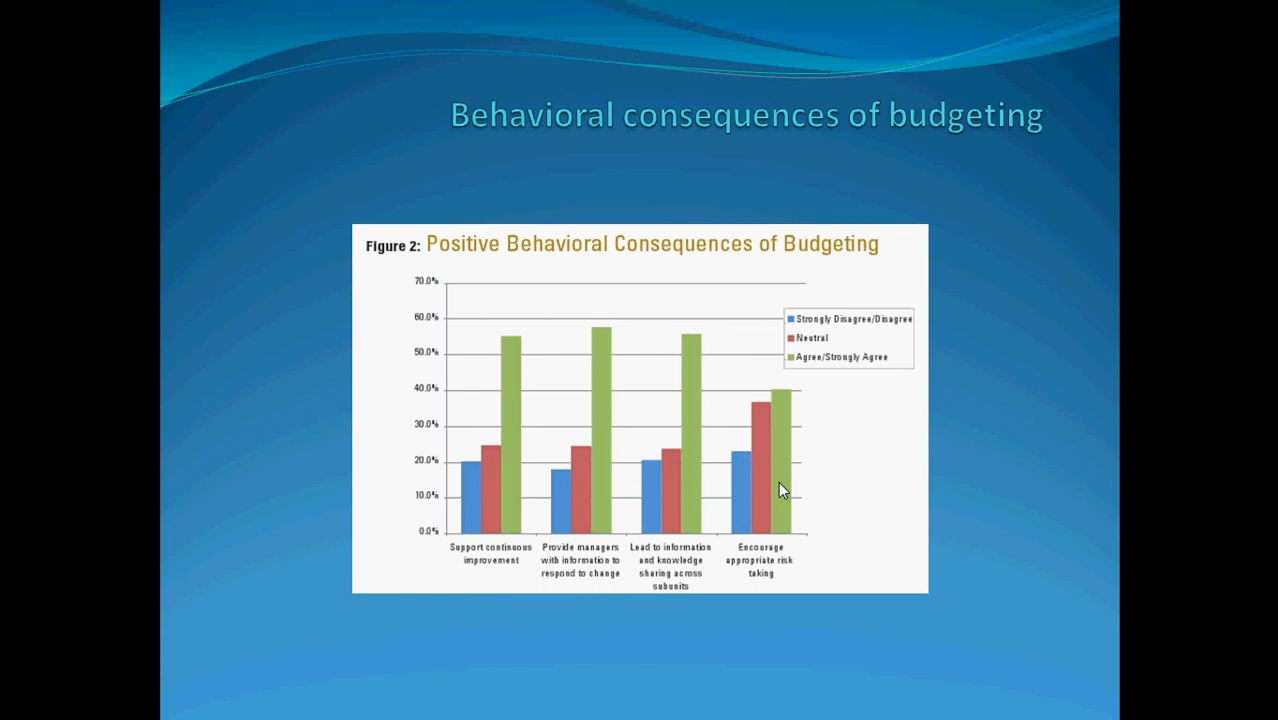 Behavioral consequences of budgeting
Figure 2: Positive Behavioral Consequences of Budgeting
70.0%
60.0%
50.0%
40.0%
30.0%
20.0%
10.0%
0.0%
Strongly Disagree/Disagree
Neutral
Agree/Strongly Agree
Support continuous
improvement
Provide managers
with information to
respond to change
Lead to information
and knowledge
sharing across
subunits
Encourage
appropriate risk
taking